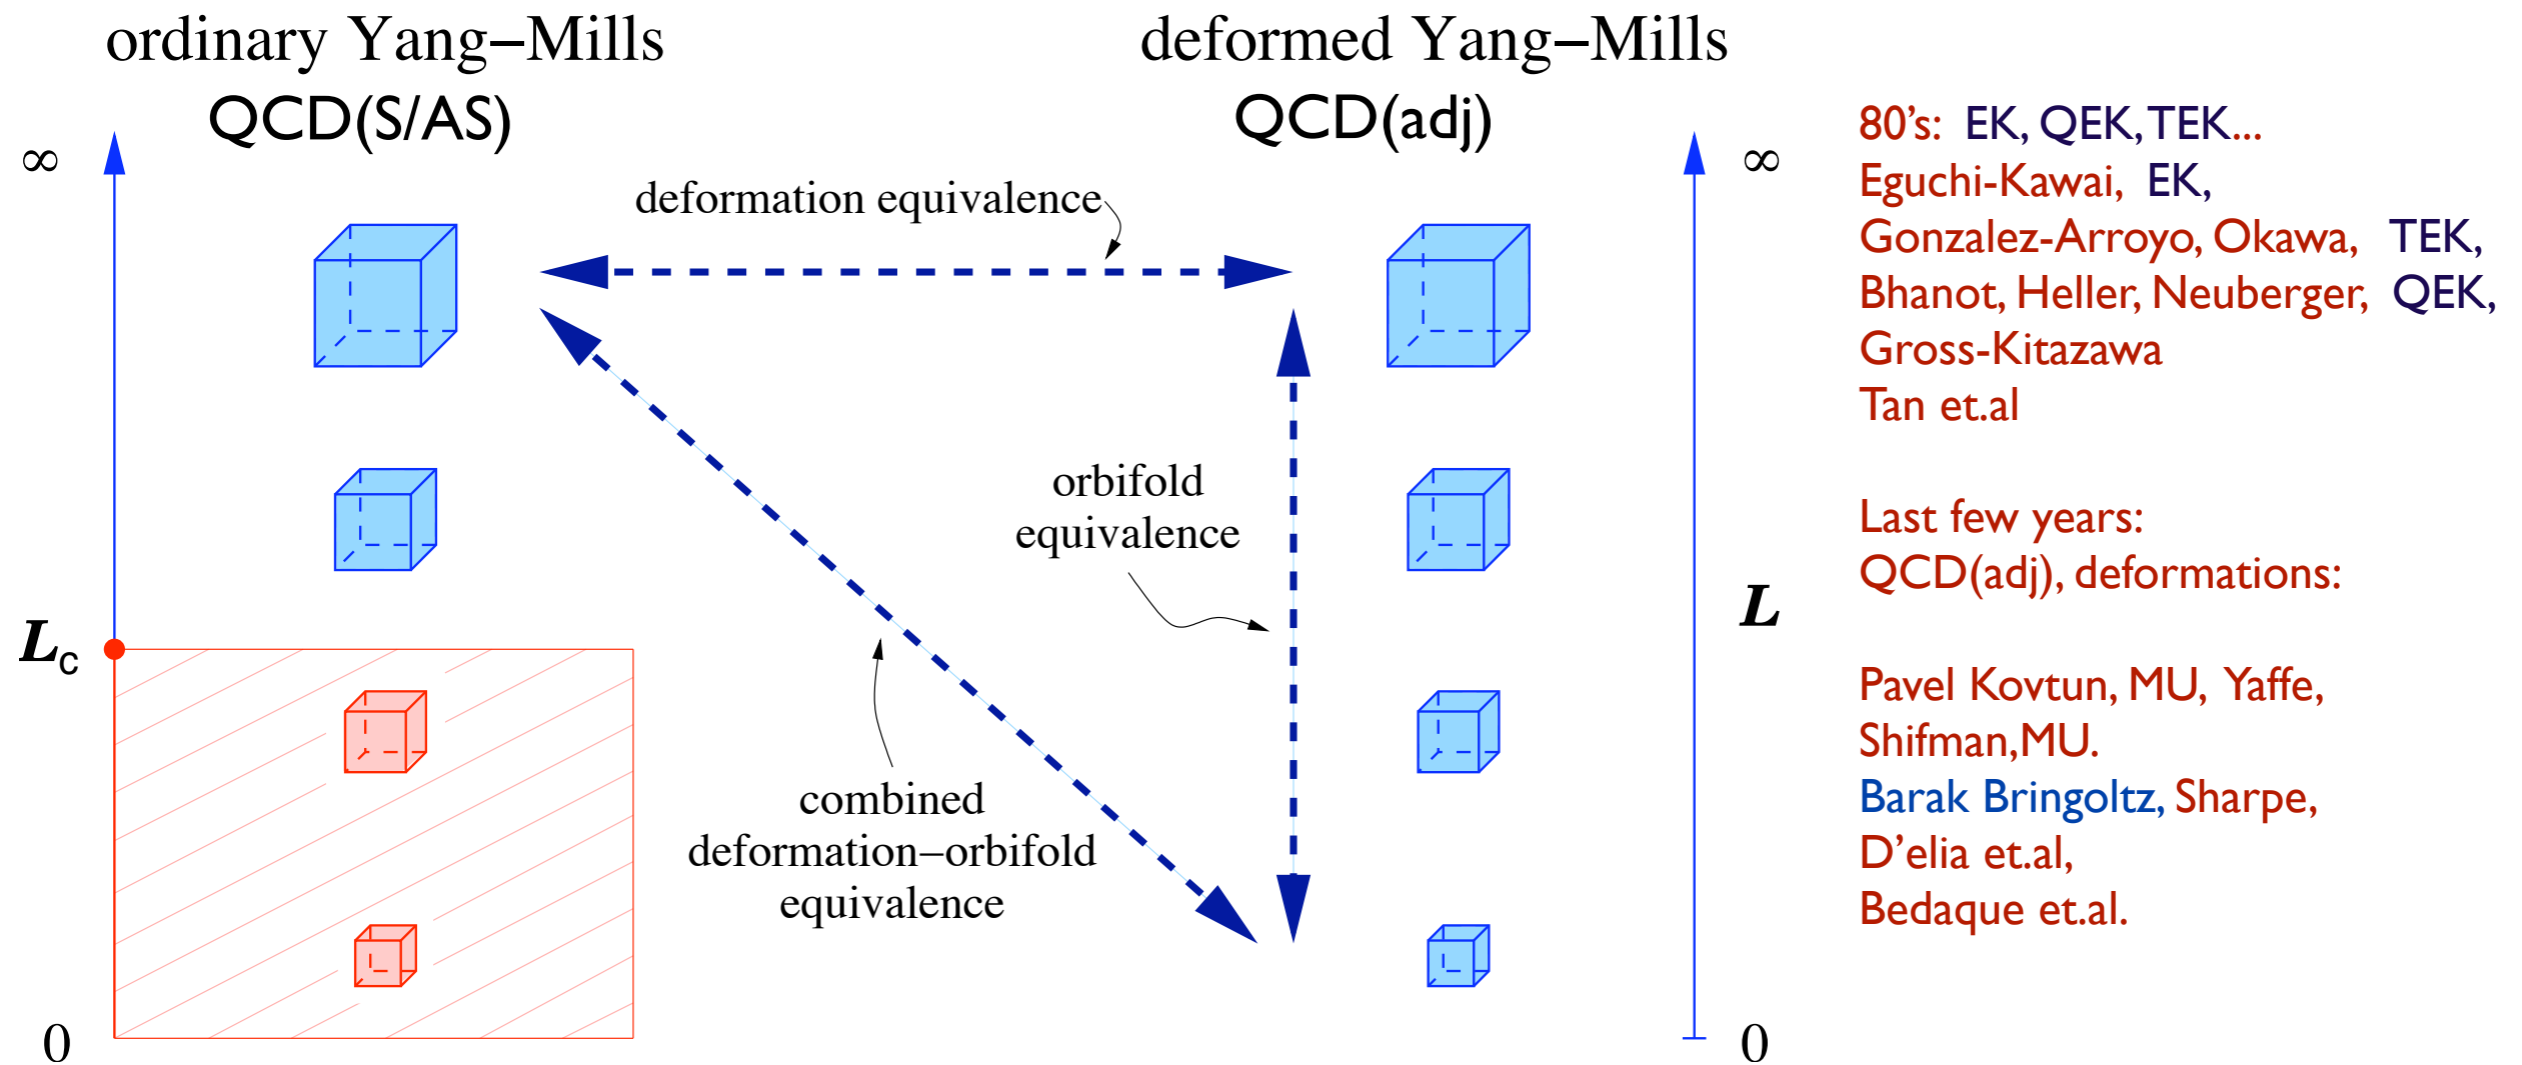 ordinary Yang−Mills
QCD(S/AS)
deformed Yang−Mills
QCD(adj)
∞
deformation equivalence
orbifold
equivalence
combined
deformation−orbifold
equivalence
Lc
0
∞
L
0
80’s: EK, QEK, TEK...
Eguchi-Kawai, EK,
Gonzalez-Arroyo, Okawa, TEK,
Bhanot, Heller, Neuberger, QEK,
Gross-Kitazawa
Tan et.al
Last few years:
QCD(adj), deformations:
Pavel Kovtun, MU, Yaffe,
Shifman,MU.
Barak Bringoltz, Sharpe,
D’elia et.al,
Bedaque et.al.